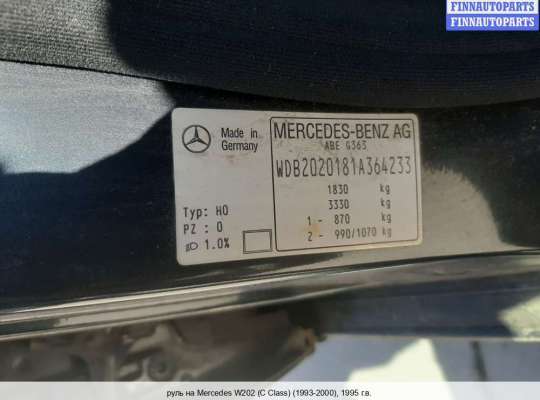 FINNAUTOPARTS
FINNAUTOPARTS
Made in
Germany
MERCEDES-BENZ AG
ABE G363
WDB2020181A364233
1830 kg
3330 kg
1 - 870 kg
2 - 990/1070 kg
Typ: HO
PZ : 0
1.0%
руль на Mercedes W202 (C Class) (1993-2000), 1995 г.в.